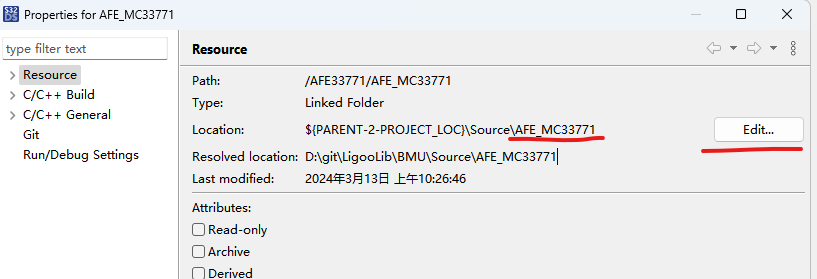 S32
DS
Properties for AFE_MC33771
type filter text
Resource
C/C++ Build
C/C++ General
Git
Run/Debug Settings
Resource
Path: /AFE33771/AFE_MC33771
Type: Linked Folder
Location: ${PARENT-2-PROJECT_LOC}\Source\AFE_MC33771
Edit...
Resolved location: D:\git\LigooLib\BMU\Source\AFE_MC33771
Last modified: 2024年3月13日 上午10:26:46
Attributes:
Read-only
Archive
Derived